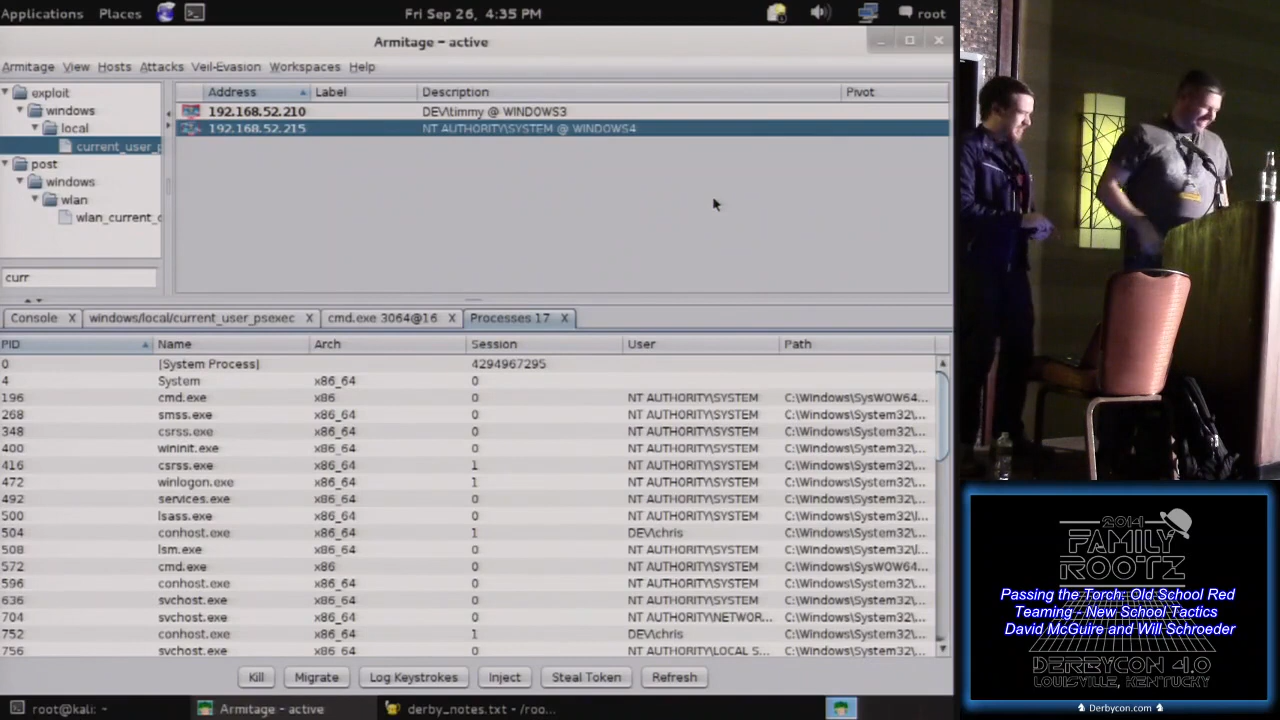 Applications Places Fri Sep 26, 4:35 PM root
Armitage - active
Armitage View Hosts Attacks Veil-Evasion Workspaces Help
exploit
windows
local
current_user_p
post
windows
wlan
wlan_current_c
curr
Address Label Description Pivot
192.168.52.210 DEV\timmy @ WINDOWS3
192.168.52.215 NT AUTHORITY\SYSTEM @ WINDOWS4
Console X windows/local/current_user_psexec X cmd.exe 3064@16 X Processes 17 X
PID Name Arch Session User Path
0 [System Process] 4294967295
4 System x86_64 0
196 cmd.exe x86 0 NT AUTHORITY\SYSTEM C:\Windows\SysWOW64...
268 smss.exe x86_64 0 NT AUTHORITY\SYSTEM C:\Windows\System32\...
348 csrss.exe x86_64 0 NT AUTHORITY\SYSTEM C:\Windows\System32\...
400 wininit.exe x86_64 0 NT AUTHORITY\SYSTEM C:\Windows\System32\...
416 csrss.exe x86_64 1 NT AUTHORITY\SYSTEM C:\Windows\System32\...
472 winlogon.exe x86_64 1 NT AUTHORITY\SYSTEM C:\Windows\System32\...
492 services.exe x86_64 0 NT AUTHORITY\SYSTEM C:\Windows\System32\...
500 lsass.exe x86_64 0 NT AUTHORITY\SYSTEM C:\Windows\System32\l...
504 conhost.exe x86_64 1 DEV\chris C:\Windows\System32\...
508 lsm.exe x86_64 0 NT AUTHORITY\SYSTEM C:\Windows\System32\l...
572 cmd.exe x86 0 NT AUTHORITY\SYSTEM C:\Windows\SysWOW64...
596 conhost.exe x86_64 0 NT AUTHORITY\SYSTEM C:\Windows\System32\...
636 svchost.exe x86_64 0 NT AUTHORITY\SYSTEM C:\Windows\System32\...
704 svchost.exe x86_64 0 NT AUTHORITY\NETWOR... C:\Windows\System32\...
752 conhost.exe x86_64 1 DEV\chris C:\Windows\System32\...
756 svchost.exe x86_64 0 NT AUTHORITY\LOCAL S... C:\Windows\System32\...
Kill Migrate Log Keystrokes Inject Steal Token Refresh
root@kali: ~ Armitage - active derby_notes.txt - /roo...
2014
FAMILY
ROOTZ
Passing the Torch: Old School Red
Teaming - New School Tactics
David McGuire and Will Schroeder
DERBYCON 4.0
LOUISVILLE, KENTUCKY
Derbycon.com